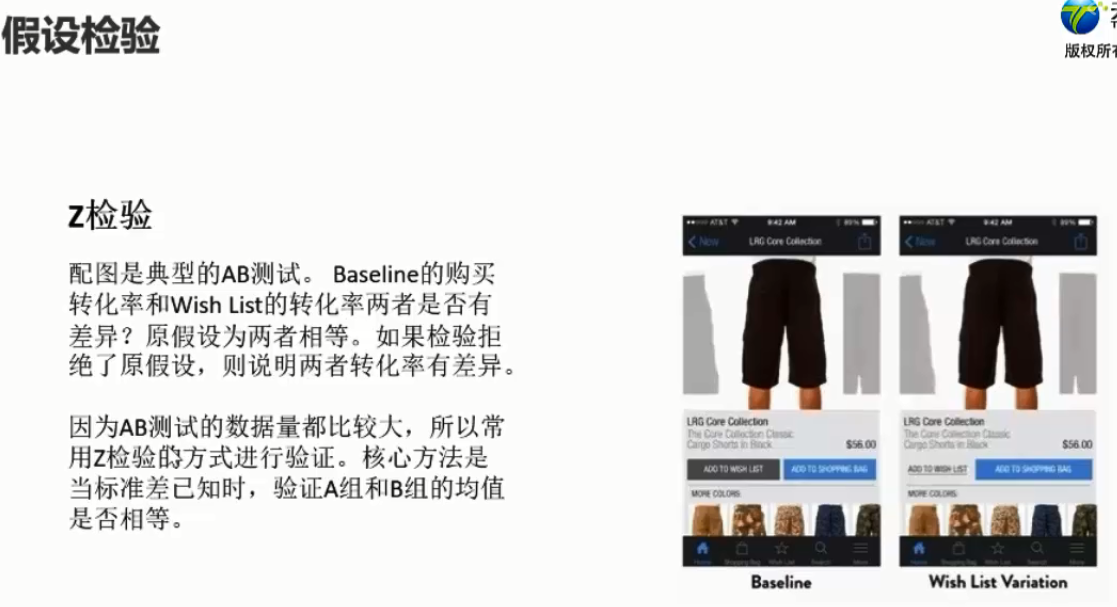 假设检验
版权所
Z检验
配图是典型的AB测试。 Baseline的购买
转化率和Wish List的转化率两者是否有
差异？原假设为两者相等。如果检验拒
绝了原假设，则说明两者转化率有差异。
因为AB测试的数据量都比较大，所以常
用Z检验的方式进行验证。核心方法是
当标准差已知时，验证A组和B组的均值
是否相等。
AT&T 9:42 AM 89%
New LRG Core Collection
LRG Core Collection
The Core Collection Classic
Cargo Shorts in Black $56.00
ADD TO WISH LIST ADD TO SHOPPING BAG
MORE COLORS:
Home Shopping Bag Wish List Search More
Baseline
AT&T 9:42 AM 89%
New LRG Core Collection
LRG Core Collection
The Core Collection Classic
Cargo Shorts in Black $56.00
ADD TO WISH LIST ADD TO SHOPPING BAG
MORE COLORS:
Home Shopping Bag Wish List Search More
Wish List Variation